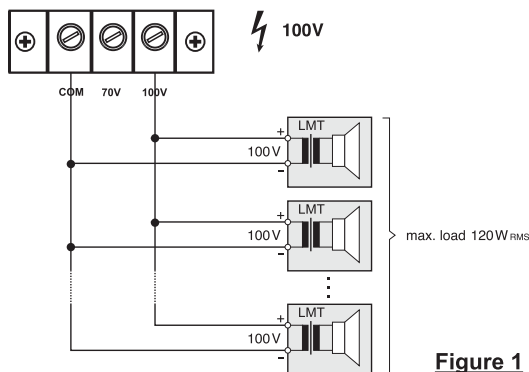 100V
COM 70V 100V
LMT
+
100V
-
LMT
+
100V
-
max. load 120W RMS
LMT
+
100V
-
Figure 1